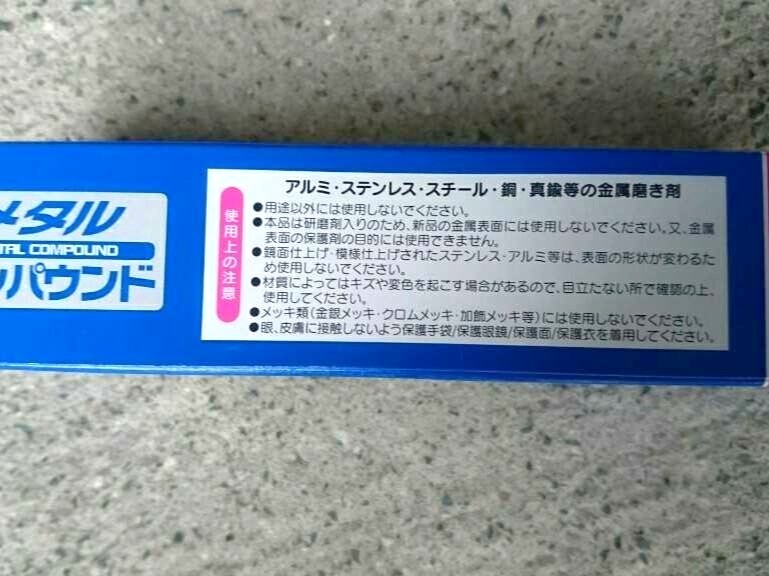 メタル
TAL COMPOUND
パウンド
使用上の注意
アルミ・ステンレス・スチール・銅・真鍮等の金属磨き剤
●用途以外には使用しないでください。
●本品は研磨剤入りのため、新品の金属表面には使用しないでください。又、金属
表面の保護剤の目的には使用できません。
●鏡面仕上げ・模様仕上げされたステンレス・アルミ等は、表面の形状が変わるた
め使用しないでください。
●材質によってはキズや変色を起こす場合があるので、目立たない所で確認の上、
使用してください。
●メッキ類(金銀メッキ・クロムメッキ・加飾メッキ等)には使用しないでください。
●眼、皮膚に接触しないよう保護手袋/保護眼鏡/保護面/保護衣を着用してください。